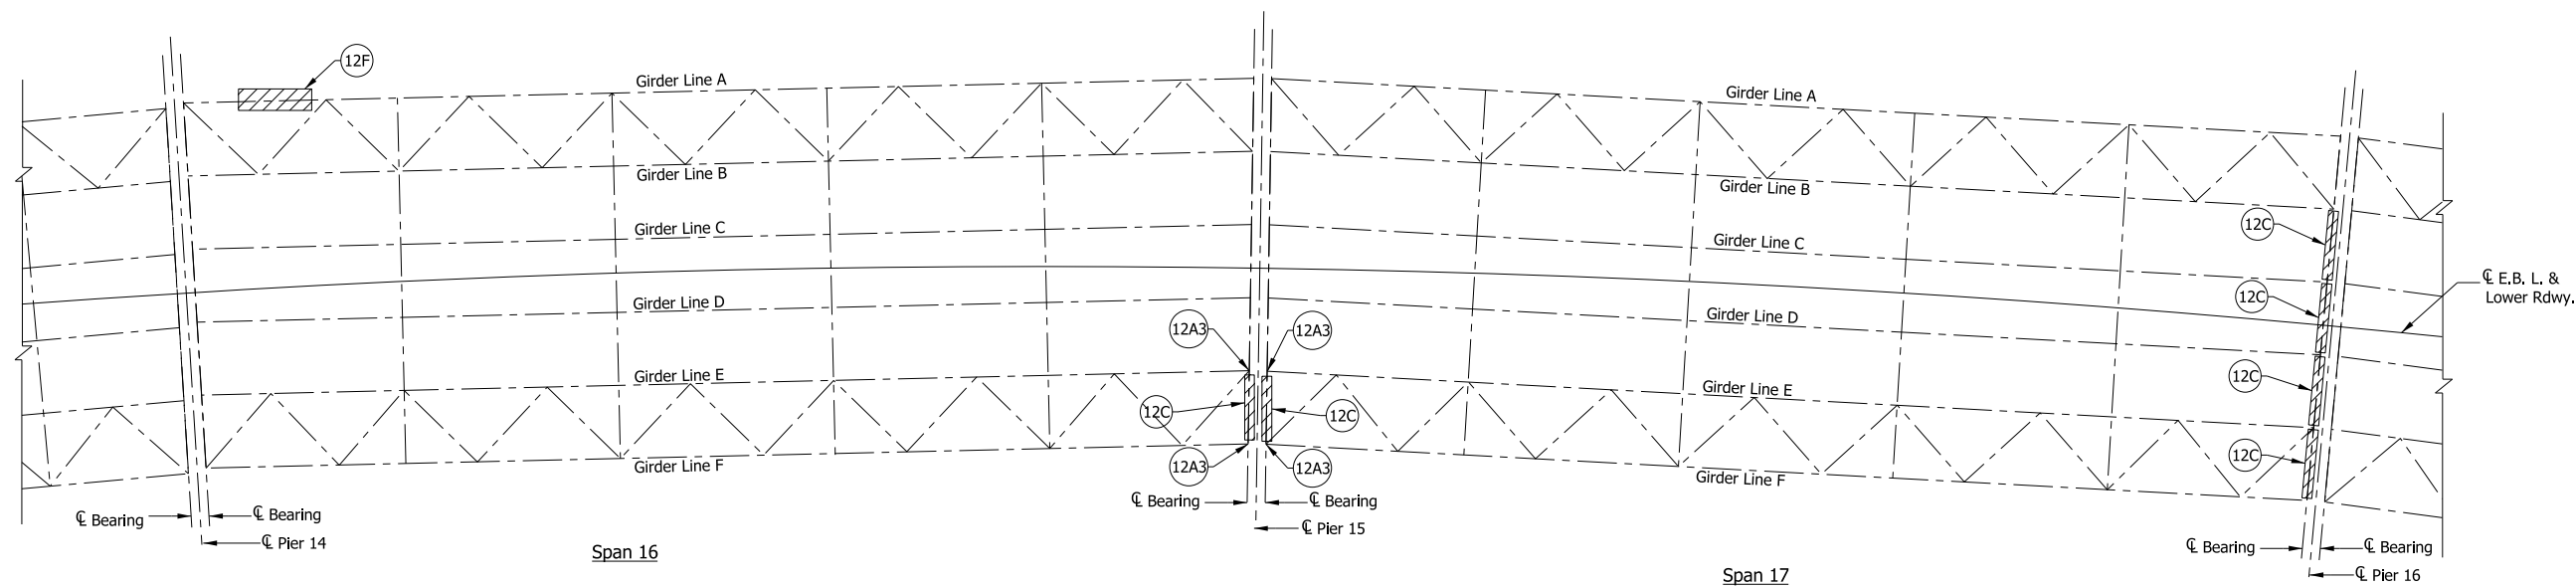 12F
Girder Line A
Girder Line A
Girder Line B
Girder Line B
Girder Line C
Girder Line C
12C
℄ E.B. L. &
Lower Rdwy.
12C
Girder Line D
Girder Line D
12A3
12A3
12C
Girder Line E
Girder Line E
12C
12C
12C
Girder Line F
Girder Line F
12A3
12A3
℄ Bearing
℄ Bearing
℄ Bearing
℄ Bearing
℄ Pier 14
℄ Pier 15
℄ Bearing
℄ Bearing
Span 16
Span 17
℄ Pier 16